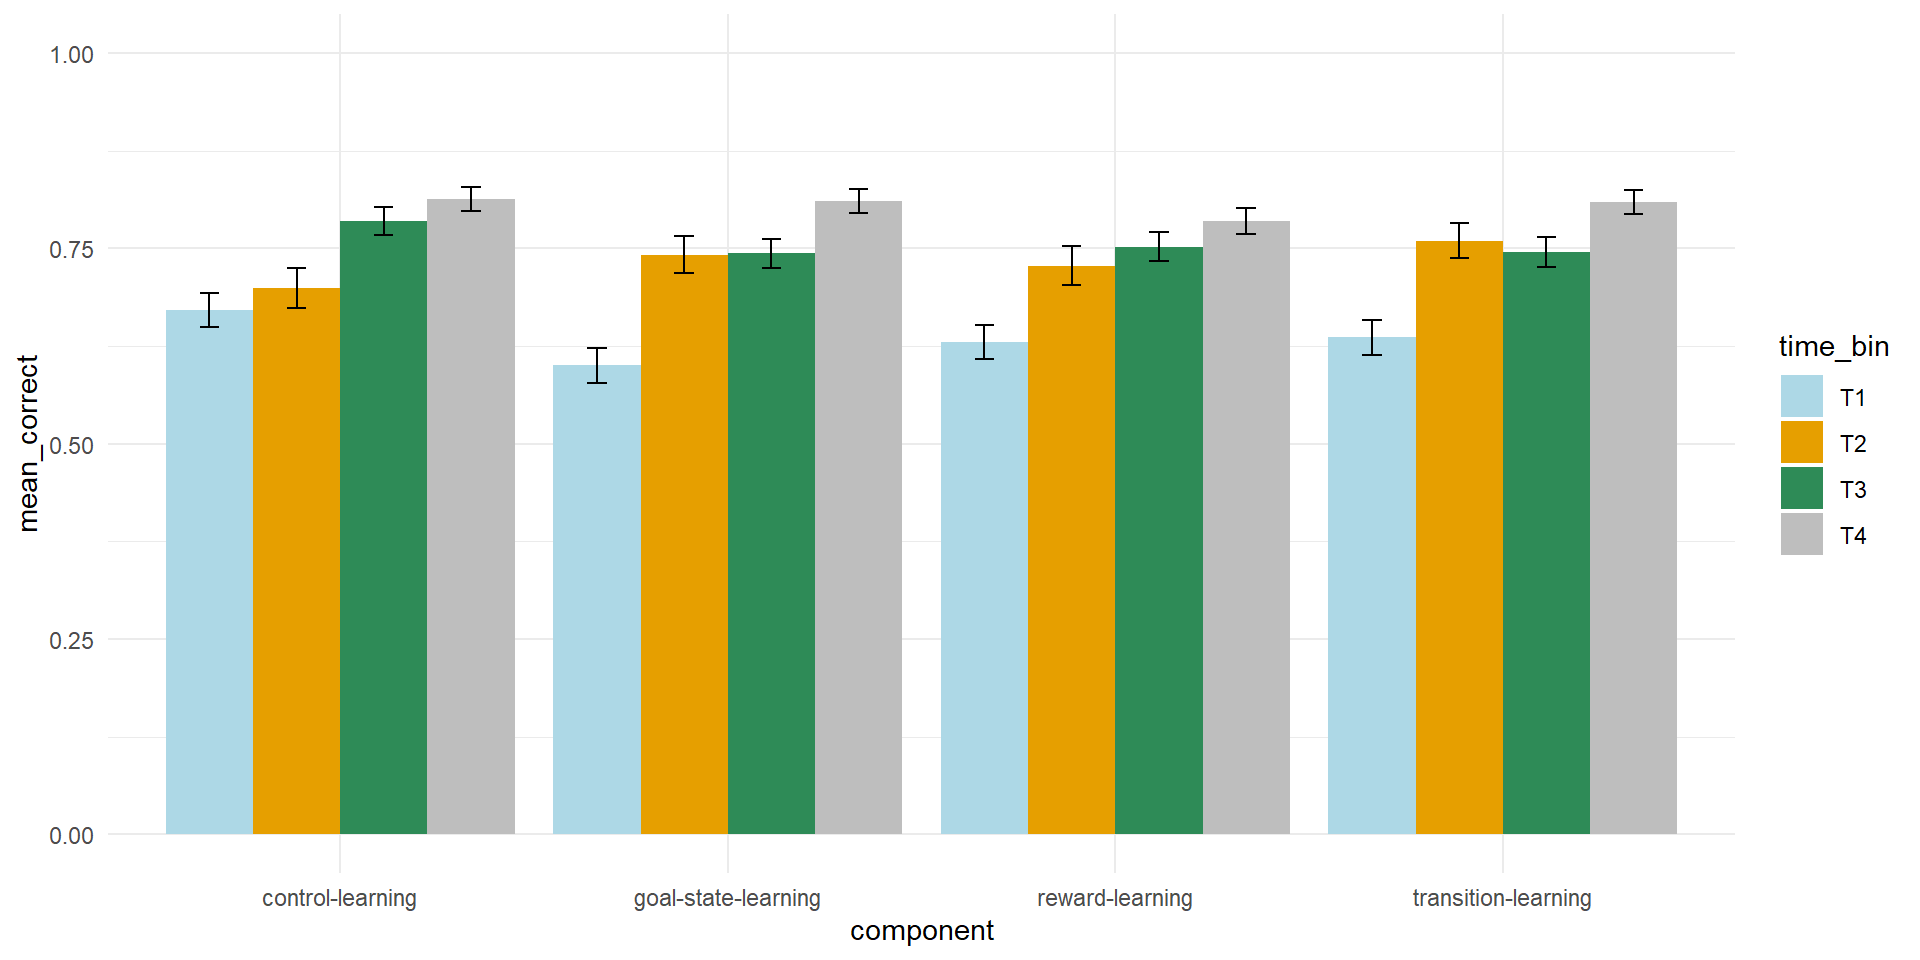 mean_correct
1.00
0.75
0.50
0.25
0.00
control-learning
goal-state-learning
reward-learning
transition-learning
component
time_bin
T1
T2
T3
T4